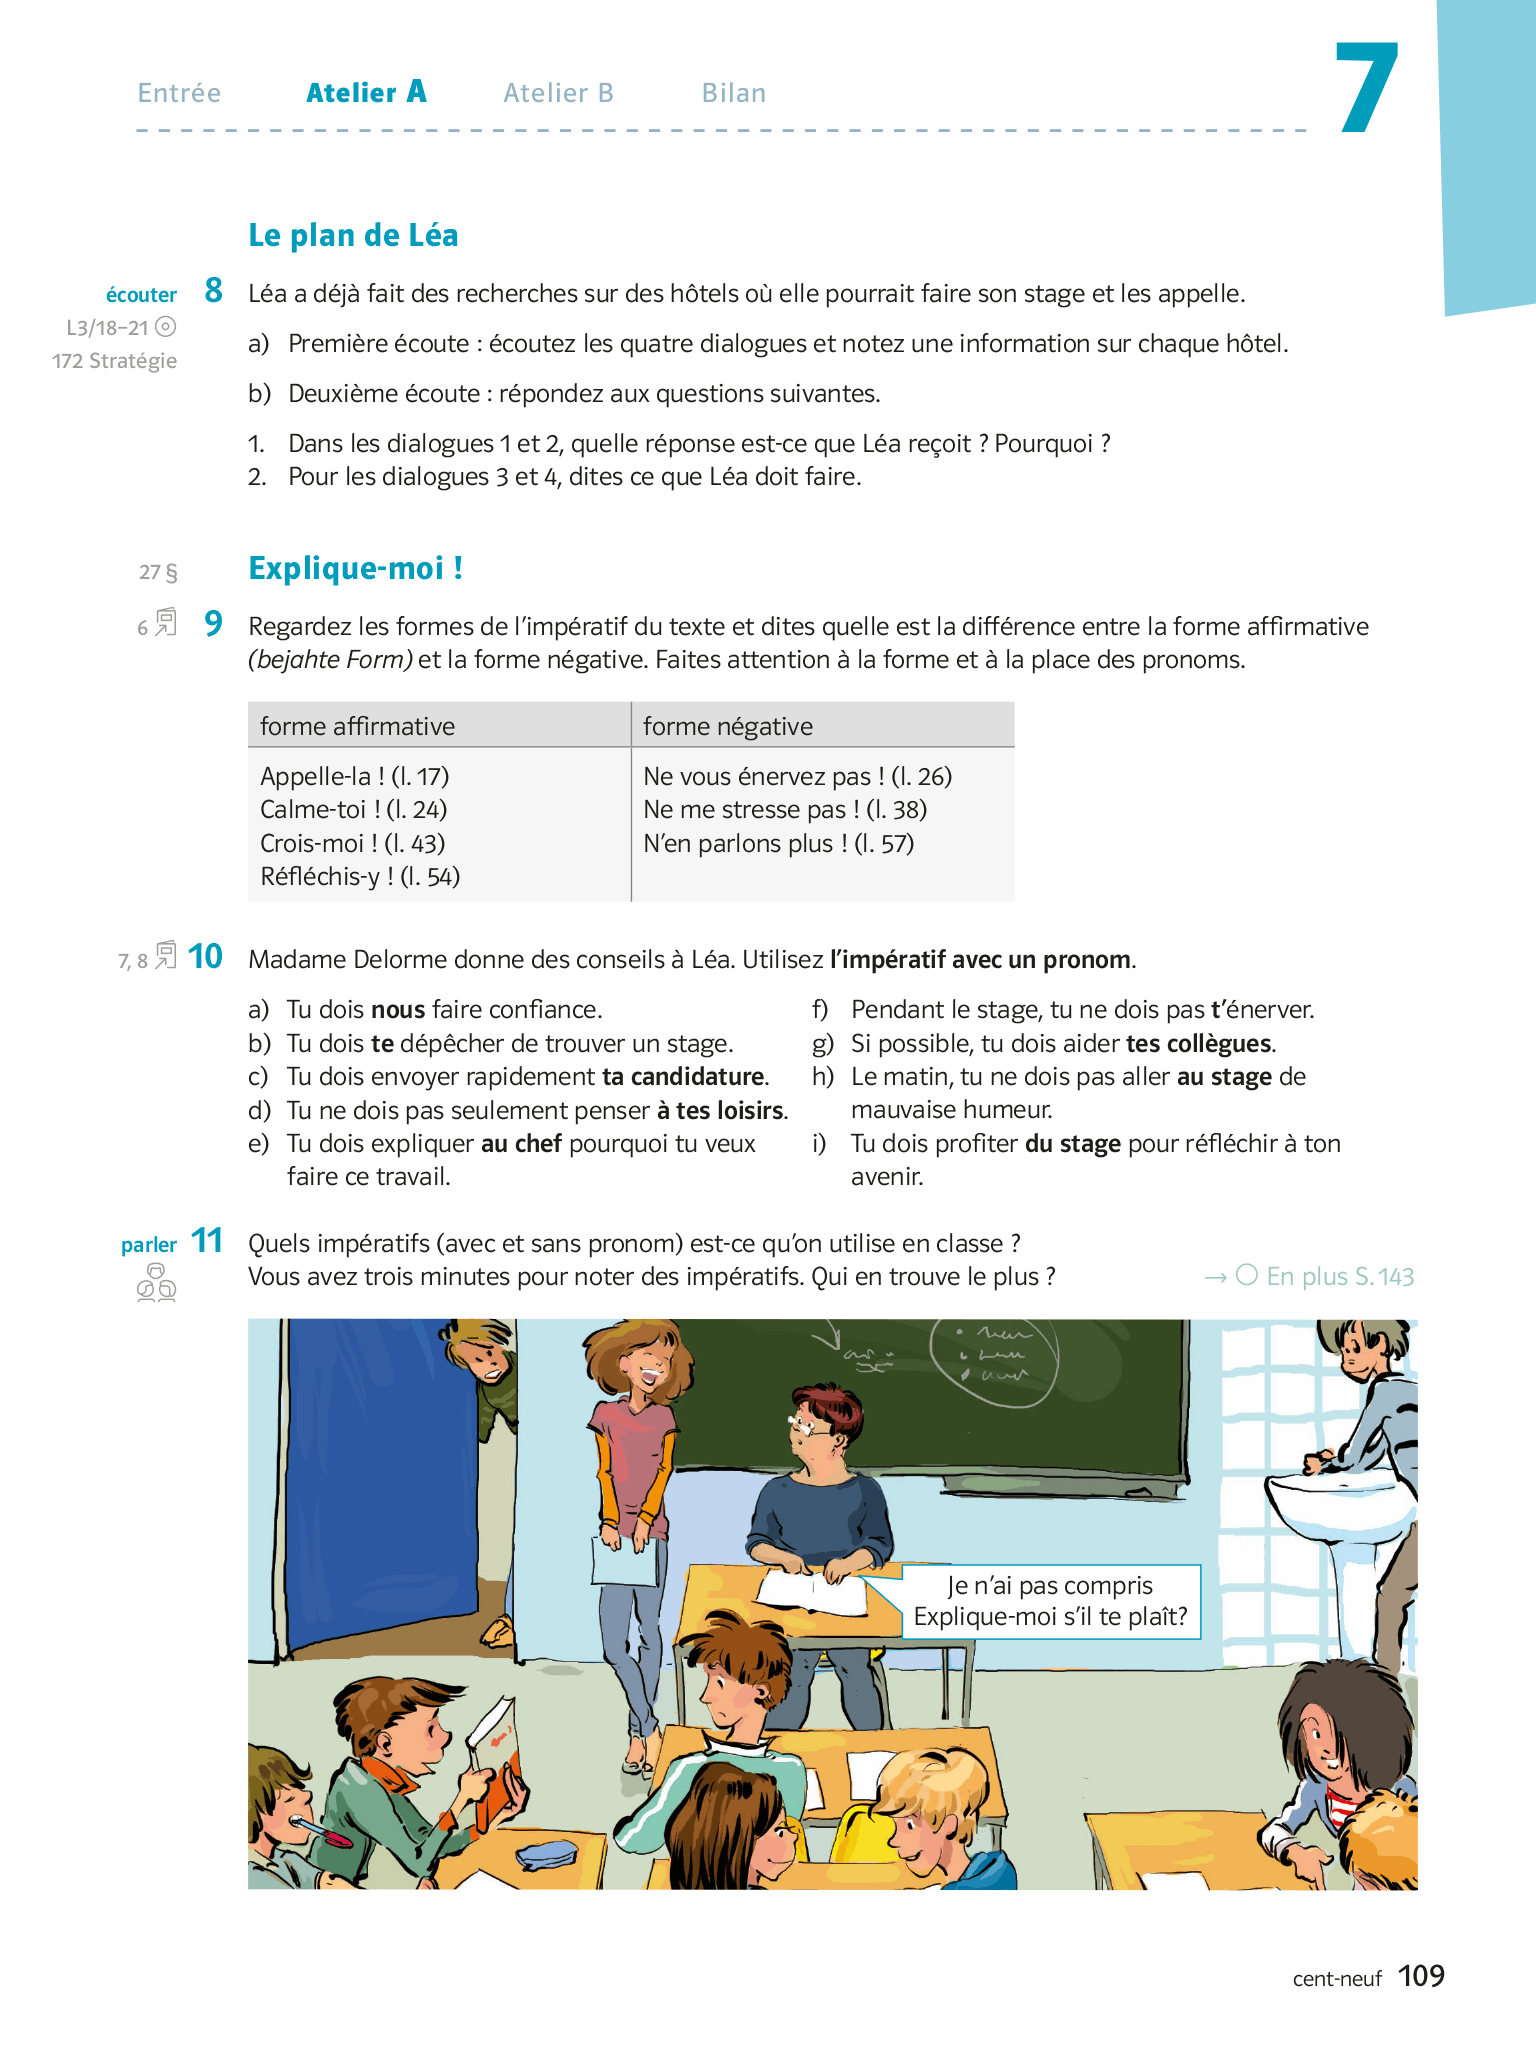 Entrée Atelier A Atelier B Bilan 7
Le plan de Léa
écouter 8 Léa a déjà fait des recherches sur des hôtels où elle pourrait faire son stage et les appelle.
L3/18–21
172 Stratégie
a) Première écoute : écoutez les quatre dialogues et notez une information sur chaque hôtel.
b) Deuxième écoute : répondez aux questions suivantes.
1. Dans les dialogues 1 et 2, quelle réponse est-ce que Léa reçoit ? Pourquoi ?
2. Pour les dialogues 3 et 4, dites ce que Léa doit faire.
27 § Explique-moi !
6 9 Regardez les formes de l’impératif du texte et dites quelle est la différence entre la forme affirmative
(bejahte Form) et la forme négative. Faites attention à la forme et à la place des pronoms.
forme affirmative forme négative
Appelle-la ! (l. 17) Ne vous énervez pas ! (l. 26)
Calme-toi ! (l. 24) Ne me stresse pas ! (l. 38)
Crois-moi ! (l. 43) N’en parlons plus ! (l. 57)
Réfléchis-y ! (l. 54)
7, 8 10 Madame Delorme donne des conseils à Léa. Utilisez l’impératif avec un pronom.
a) Tu dois nous faire confiance.
b) Tu dois te dépêcher de trouver un stage.
c) Tu dois envoyer rapidement ta candidature.
d) Tu ne dois pas seulement penser à tes loisirs.
e) Tu dois expliquer au chef pourquoi tu veux
faire ce travail.
f) Pendant le stage, tu ne dois pas t’énerver.
g) Si possible, tu dois aider tes collègues.
h) Le matin, tu ne dois pas aller au stage de
mauvaise humeur.
i) Tu dois profiter du stage pour réfléchir à ton
avenir.
parler 11 Quels impératifs (avec et sans pronom) est-ce qu’on utilise en classe ?
Vous avez trois minutes pour noter des impératifs. Qui en trouve le plus ? → ○ En plus S. 143
Je n’ai pas compris
Explique-moi s’il te plaît?
cent-neuf 109